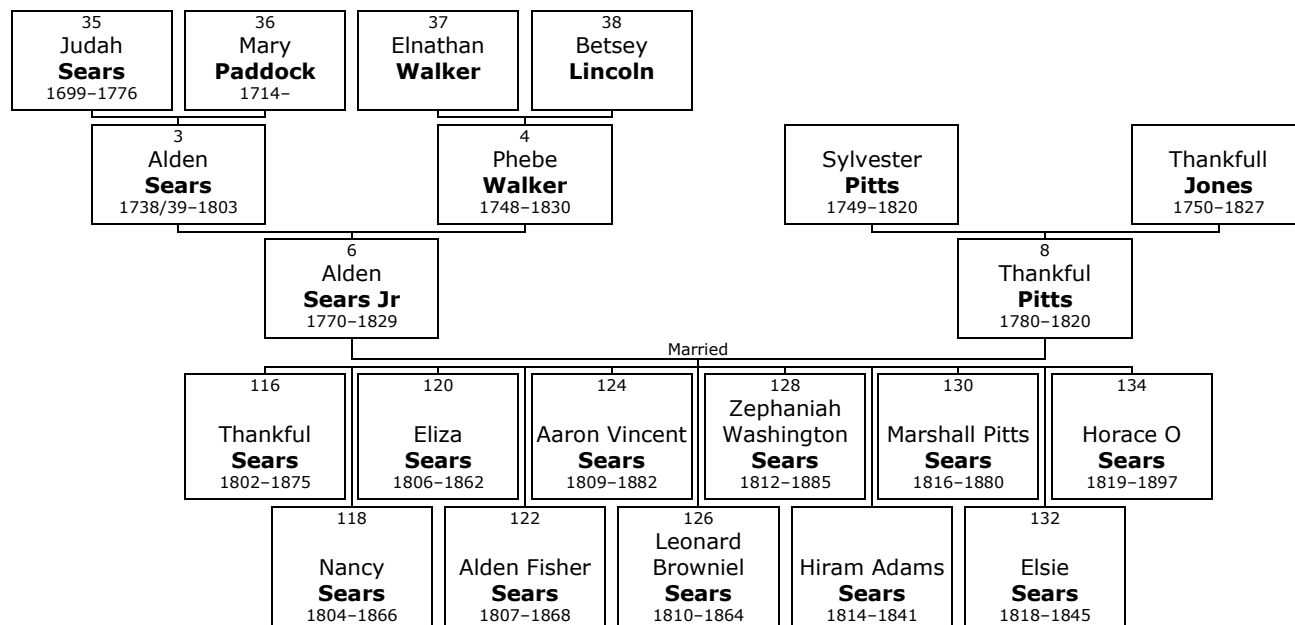 35
Judah
Sears
1699–1776
36
Mary
Paddock
1714–
37
Elnathan
Walker
38
Betsey
Lincoln
3
Alden
Sears
1738/39–1803
4
Phebe
Walker
1748–1830
Sylvester
Pitts
1749–1820
Thankfull
Jones
1750–1827
6
Alden
Sears Jr
1770–1829
8
Thankful
Pitts
1780–1820
Married
116
Thankful
Sears
1802–1875
120
Eliza
Sears
1806–1862
124
Aaron Vincent
Sears
1809–1882
128
Zephaniah
Washington
Sears
1812–1885
130
Marshall Pitts
Sears
1816–1880
134
Horace O
Sears
1819–1897
118
Nancy
Sears
1804–1866
122
Alden Fisher
Sears
1807–1868
126
Leonard
Browniel
Sears
1810–1864
Hiram Adams
Sears
1814–1841
132
Elsie
Sears
1818–1845